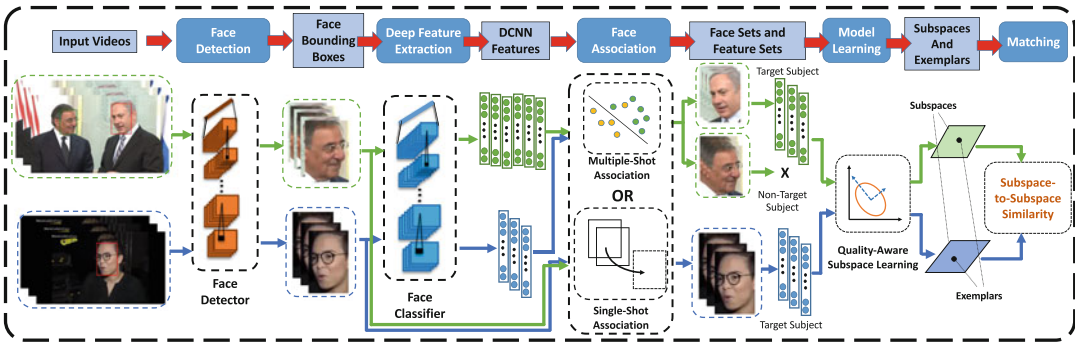 Input Videos
Face
Detection
Face
Bounding
Boxes
Deep Feature
Extraction
DCNN
Features
Face
Association
Face Sets and
Feature Sets
Model
Learning
Subspaces
And
Exemplars
Matching
Face
Detector
Face
Classifier
Multiple-Shot
Association
OR
Single-Shot
Association
Target Subject
X
Non-Target
Subject
Target Subject
Quality-Aware
Subspace Learning
Subspaces
Exemplars
Subspace-
to-Subspace
Similarity